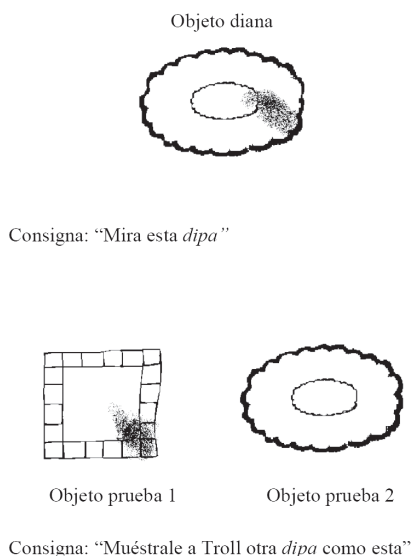 Objeto diana
Consigna: “Mira esta dipa”
Objeto prueba 1
Objeto prueba 2
Consigna: “Muéstrale a Troll otra dipa como esta”